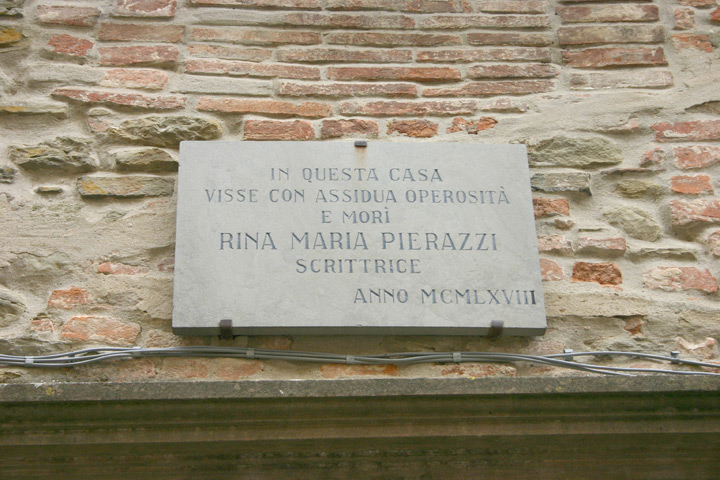 IN QUESTA CASA
VISSE CON ASSIDUA OPEROSITÀ
E MORÌ
RINA MARIA PIERAZZI
SCRITTRICE
ANNO MCMLXVIII